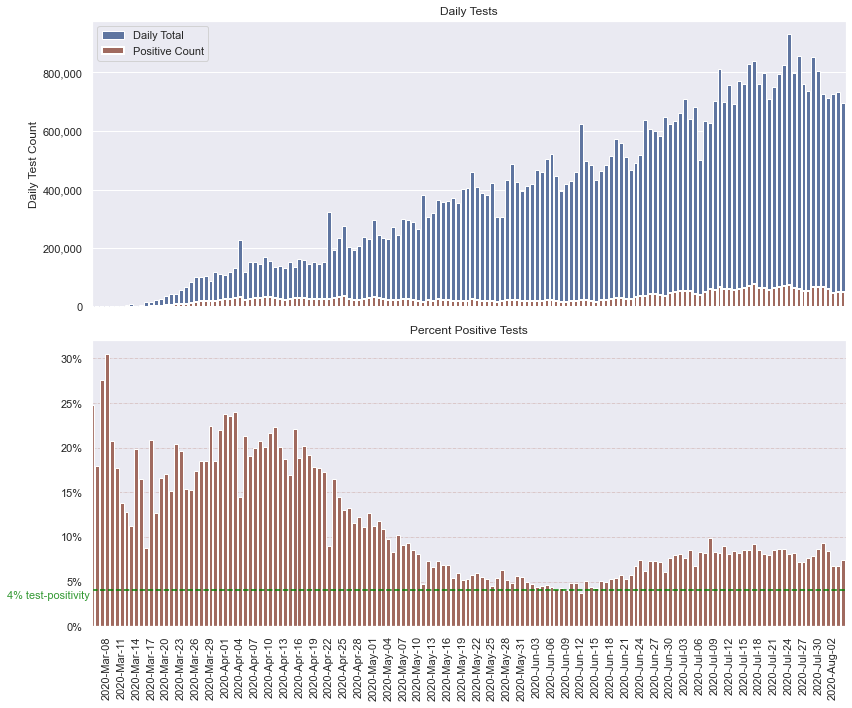 Daily Tests
Daily Total
Positive Count
Daily Test Count
800,000
600,000
400,000
200,000
0
Percent Positive Tests
30%
25%
20%
15%
10%
5%
4% test-positivity
0%
2020-Mar-08
2020-Mar-11
2020-Mar-14
2020-Mar-17
2020-Mar-20
2020-Mar-23
2020-Mar-26
2020-Mar-29
2020-Apr-01
2020-Apr-04
2020-Apr-07
2020-Apr-10
2020-Apr-13
2020-Apr-16
2020-Apr-19
2020-Apr-22
2020-Apr-25
2020-Apr-28
2020-May-01
2020-May-04
2020-May-07
2020-May-10
2020-May-13
2020-May-16
2020-May-19
2020-May-22
2020-May-25
2020-May-28
2020-May-31
2020-Jun-03
2020-Jun-06
2020-Jun-09
2020-Jun-12
2020-Jun-15
2020-Jun-18
2020-Jun-21
2020-Jun-24
2020-Jun-27
2020-Jun-30
2020-Jul-03
2020-Jul-06
2020-Jul-09
2020-Jul-12
2020-Jul-15
2020-Jul-18
2020-Jul-21
2020-Jul-24
2020-Jul-27
2020-Jul-30
2020-Aug-02